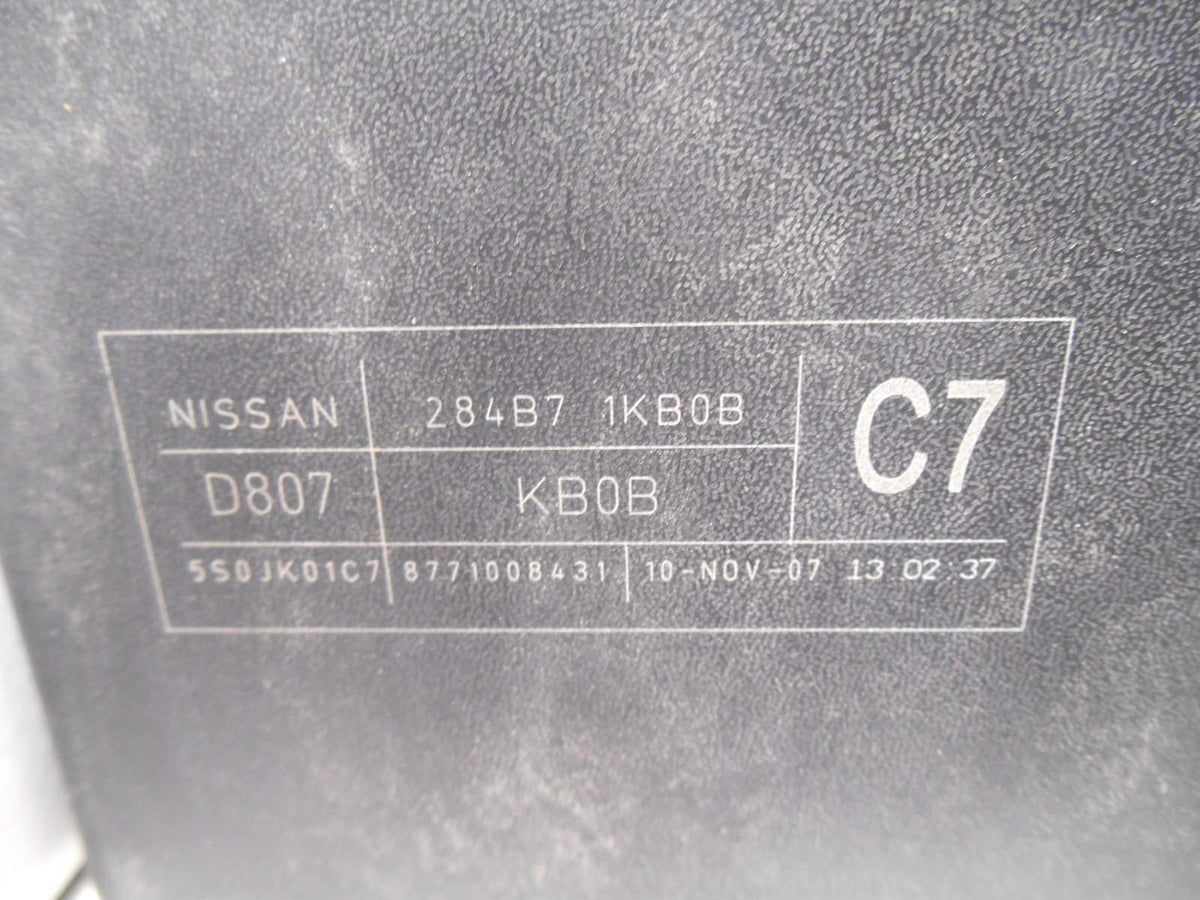 NISSAN 284B7 1KB0B C7
D807 KB0B
5S0JK01C7 8771008431 10-NOV-07 13:02:37